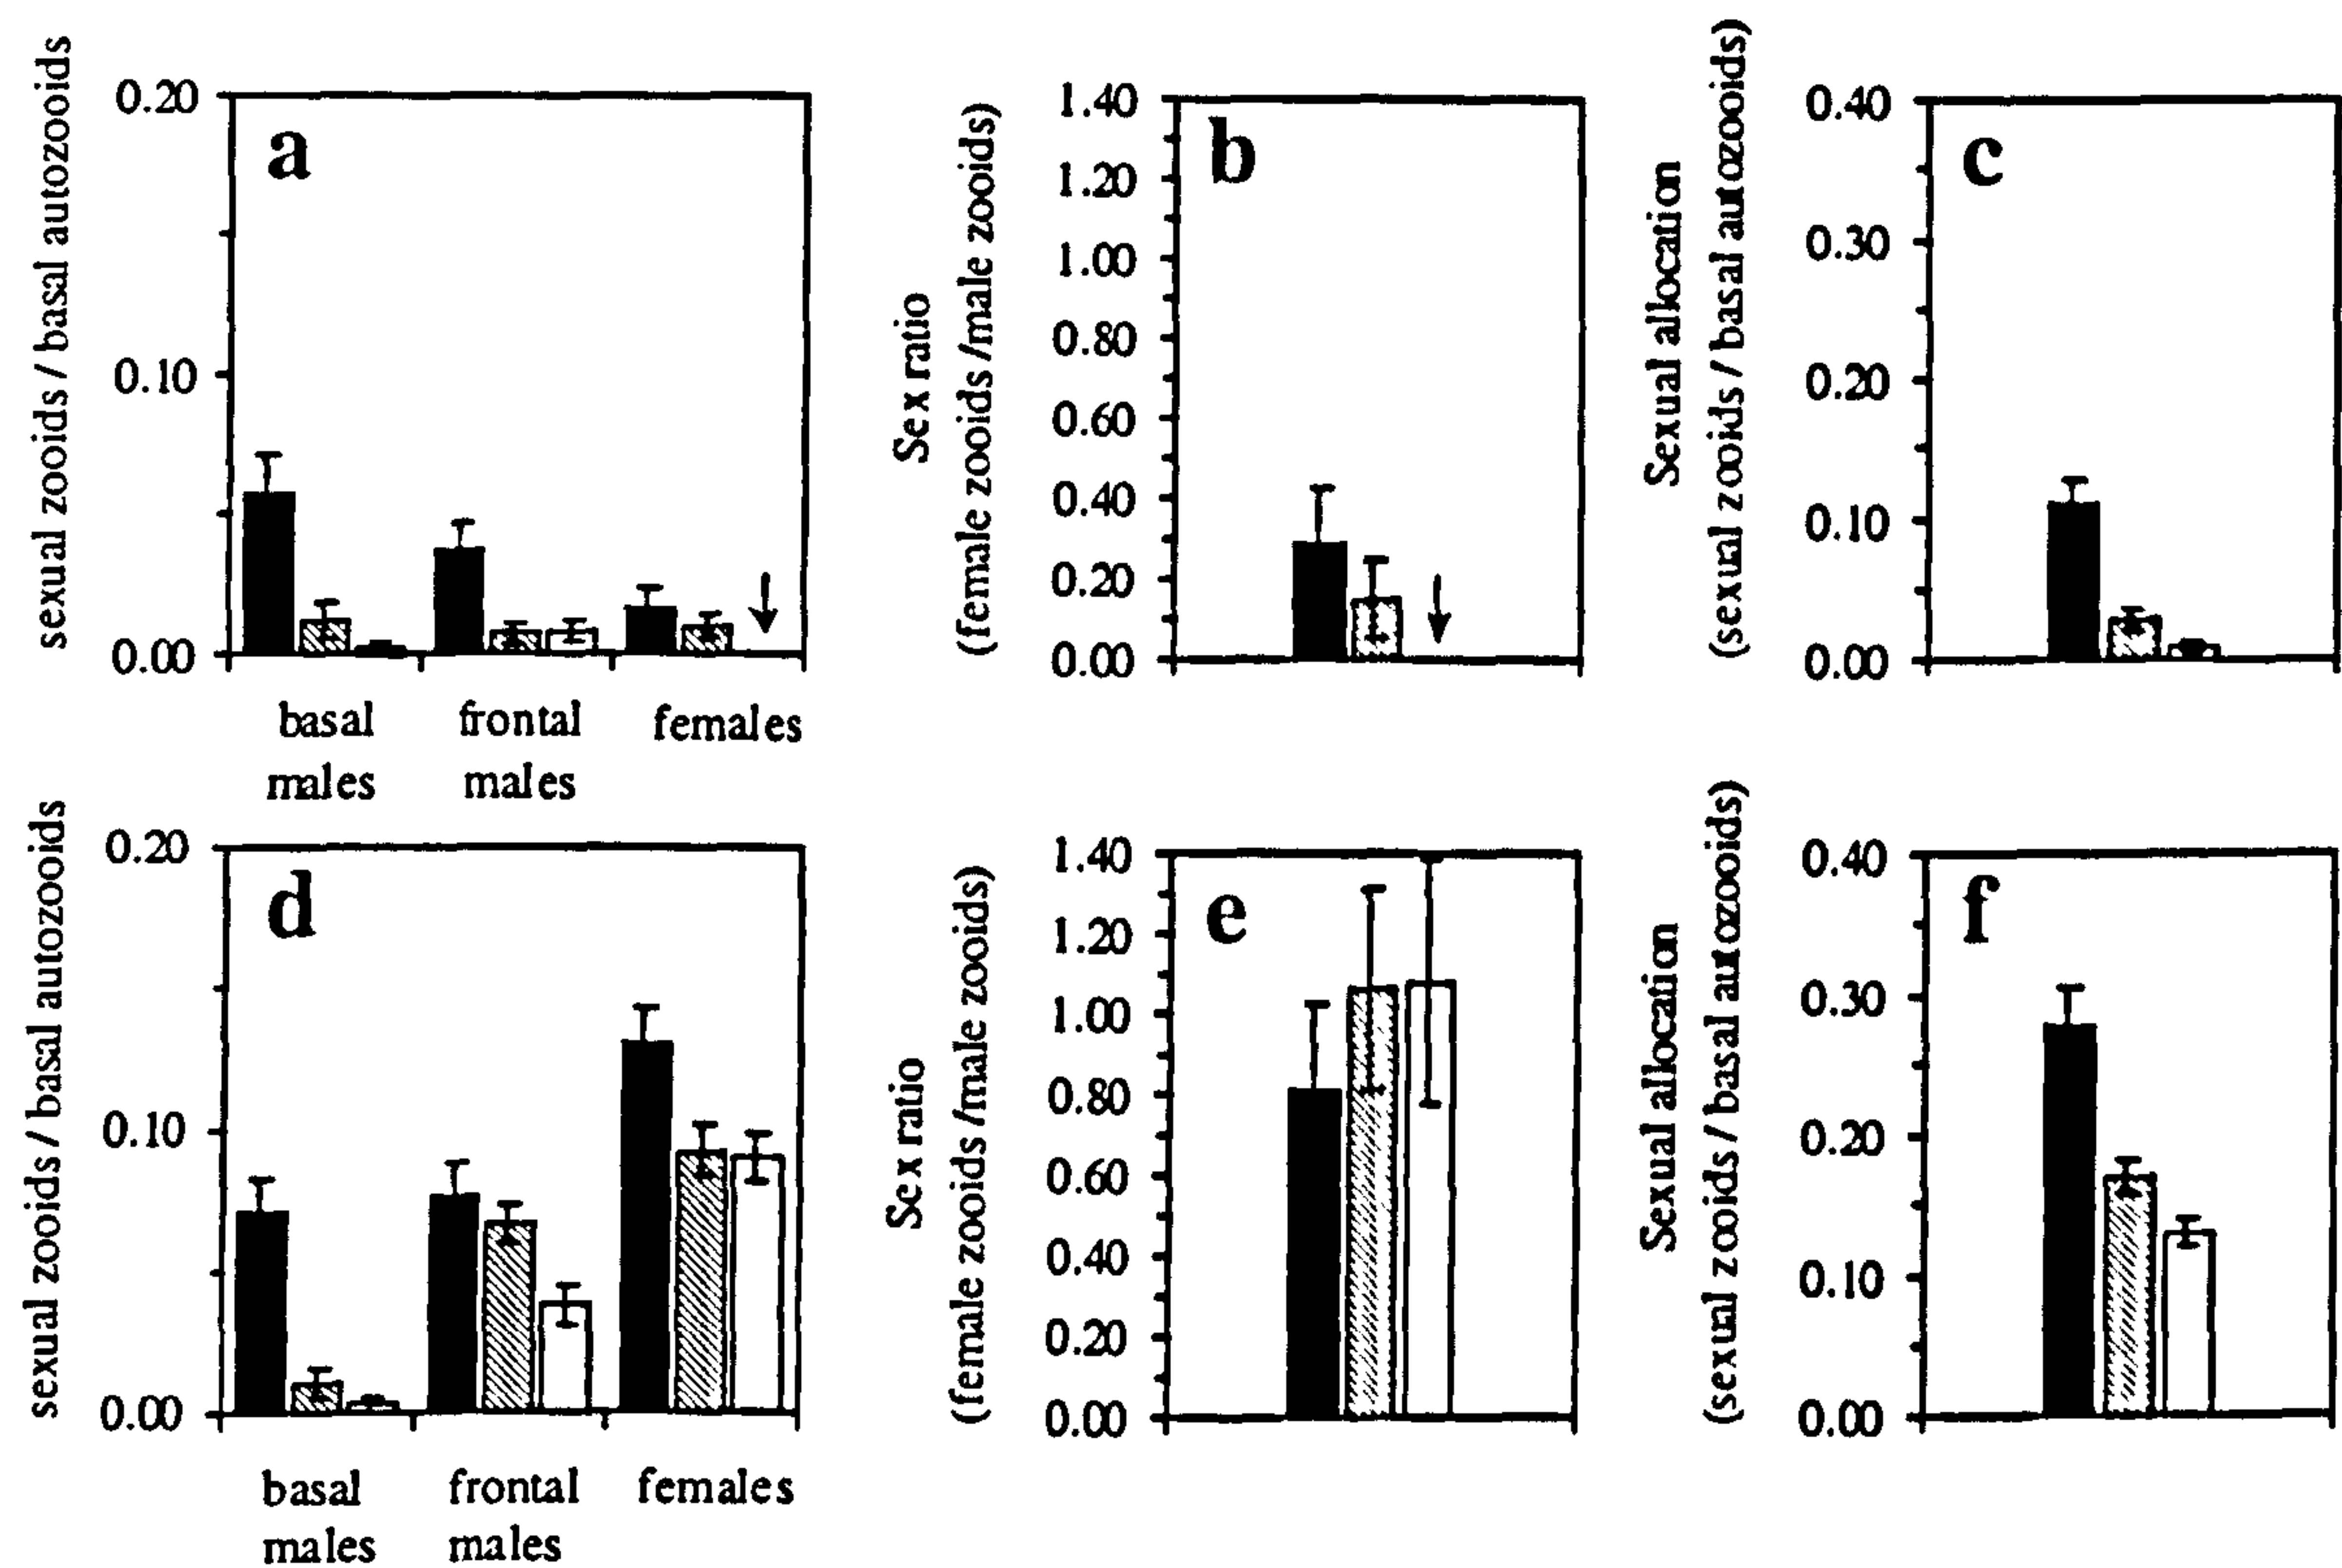 sexual zooids / basal autozooids
0.20
0.10
0.00
a
basal
males
frontal
males
females
Sex ratio
(female zooids /male zooids)
1.40
1.20
1.00
0.80
0.60
0.40
0.20
0.00
b
Sexual allocation
(sexual zooids / basal autozooids)
0.40
0.30
0.20
0.10
0.00
c
sexual zooids / basal autozooids
0.20
0.10
0.00
d
basal
males
frontal
males
females
Sex ratio
(female zooids /male zooids)
1.40
1.20
1.00
0.80
0.60
0.40
0.20
0.00
e
Sexual allocation
(sexual zooids / basal autozooids)
0.40
0.30
0.20
0.10
0.00
f